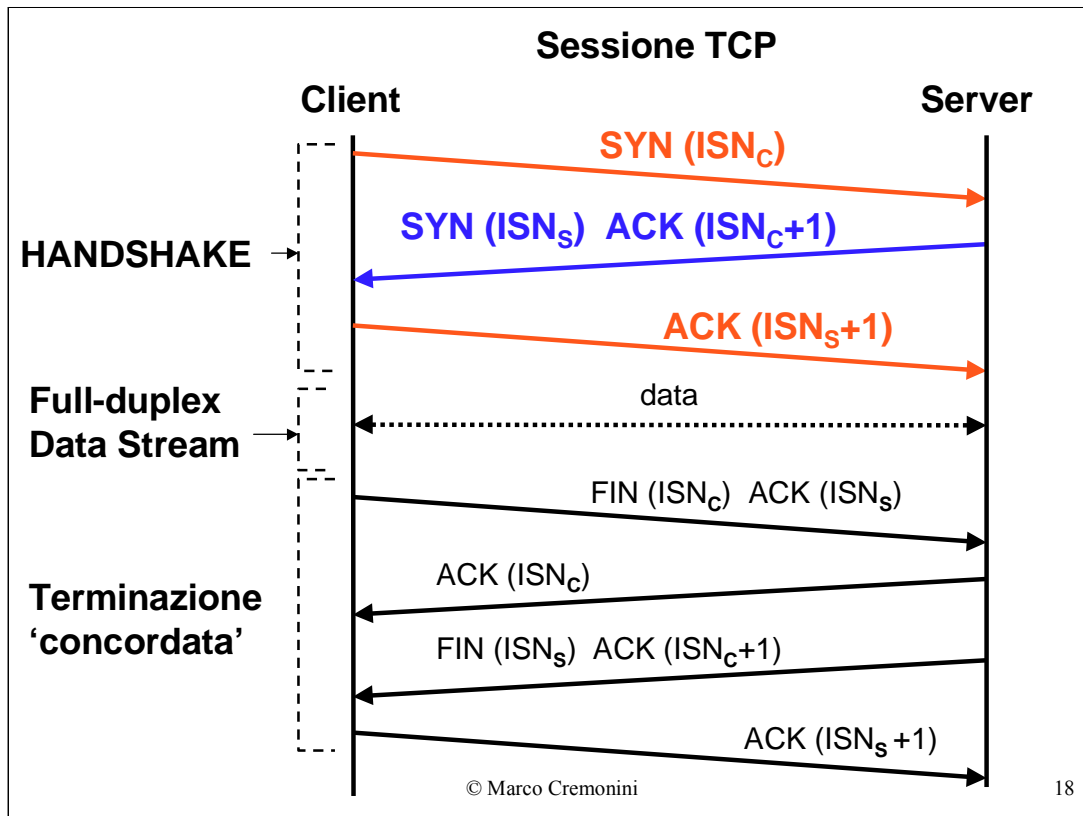 Sessione TCP
Client
Server
SYN (ISNC)
SYN (ISNS) ACK (ISNC+1)
HANDSHAKE
ACK (ISNS+1)
Full-duplex
Data Stream
data
FIN (ISNC) ACK (ISNS)
ACK (ISNC)
Terminazione
‘concordata’
FIN (ISNS) ACK (ISNC+1)
ACK (ISNS +1)
© Marco Cremonini
18